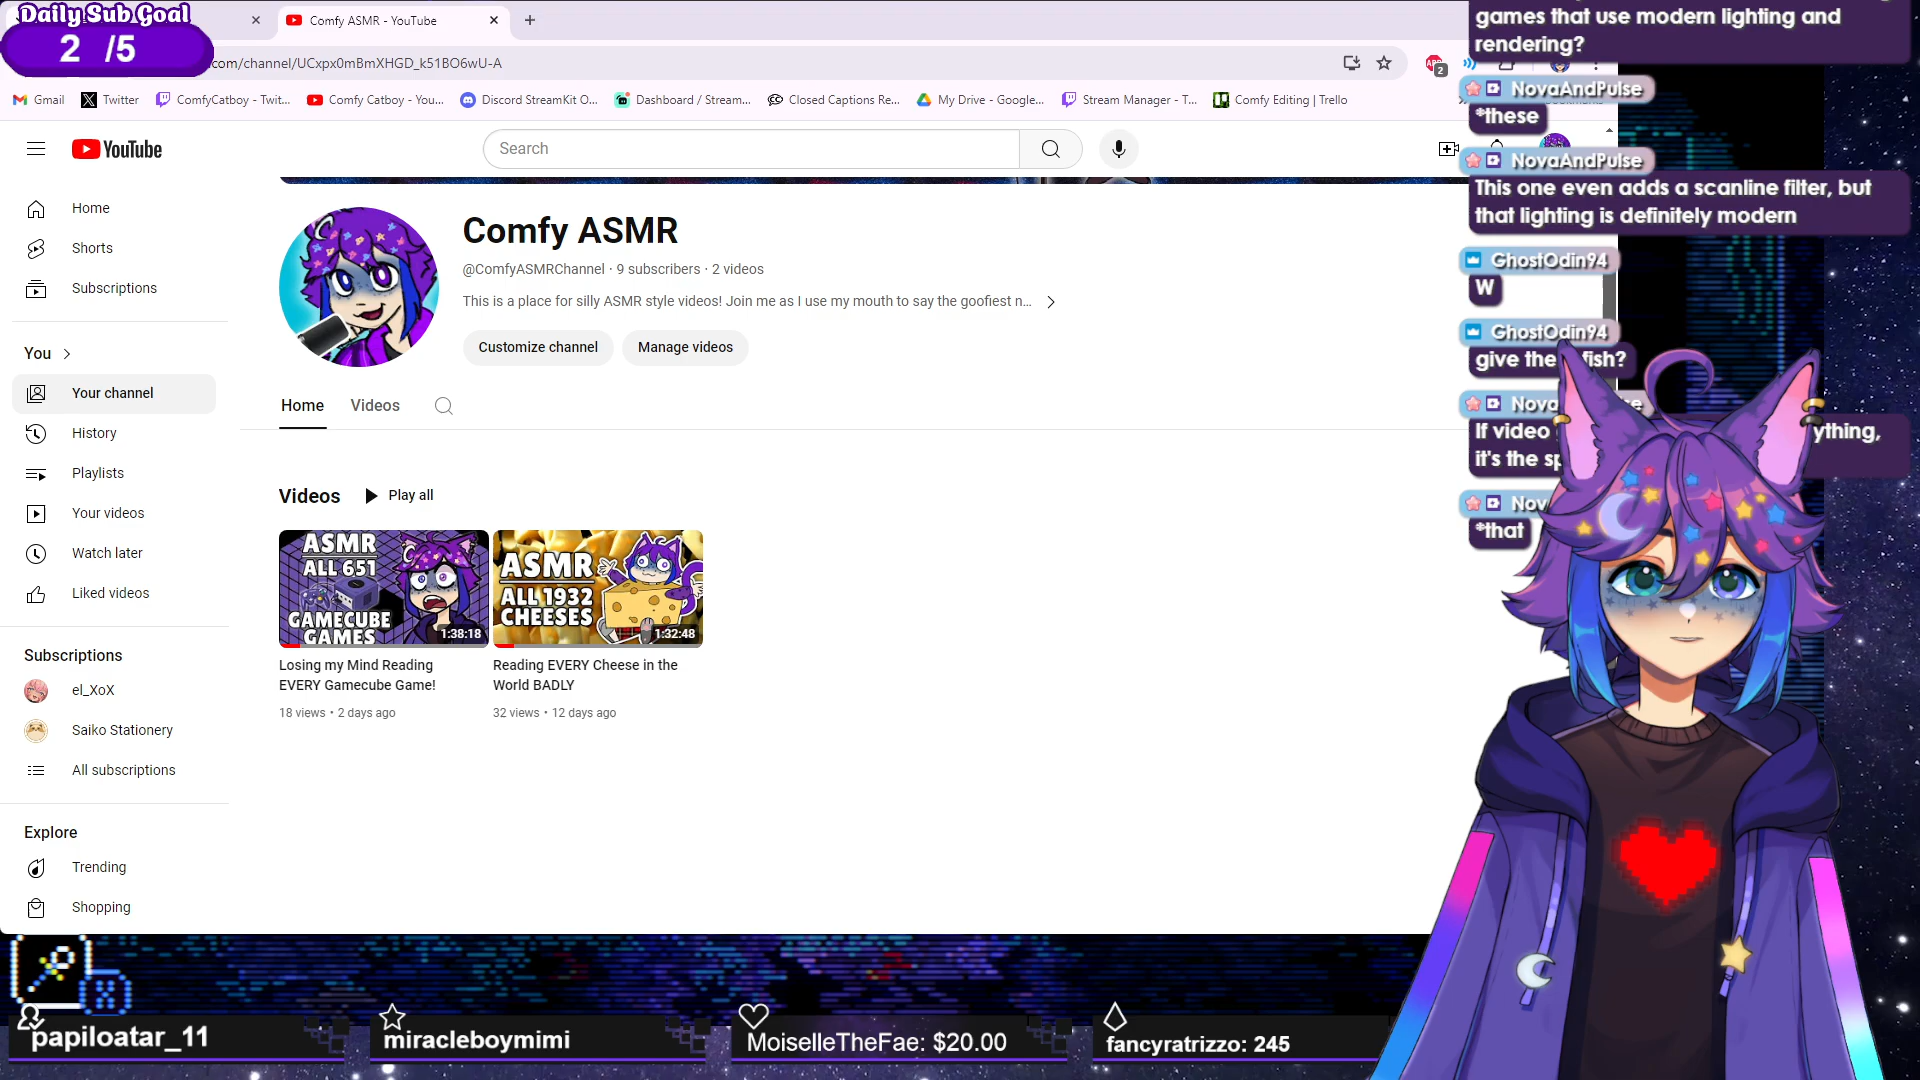 Daily Sub Goal
2 /5
Comfy ASMR - YouTube
.com/channel/UCxpx0mBmXHGD_k51BO6wU-A
ABP
2
Gmail
Twitter
ComfyCatboy - Twit...
Comfy Catboy - You...
Discord StreamKit O...
Dashboard / Stream...
Closed Captions Re...
My Drive - Google...
Stream Manager - T...
Comfy Editing | Trello
YouTube
Search
Home
Shorts
Subscriptions
You
Your channel
History
Playlists
Your videos
Watch later
Liked videos
Subscriptions
el_XoX
Saiko Stationery
All subscriptions
Explore
Trending
Shopping
Comfy ASMR
@ComfyASMRChannel · 9 subscribers · 2 videos
This is a place for silly ASMR style videos! Join me as I use my mouth to say the goofiest n...
Customize channel
Manage videos
Home
Videos
Videos
Play all
ASMR
ALL 651
GAMECUBE
GAMES
1:38:18
Losing my Mind Reading
EVERY Gamecube Game!
18 views • 2 days ago
ASMR
ALL 1932
CHEESES
1:32:48
Reading EVERY Cheese in the
World BADLY
32 views • 12 days ago
games that use modern lighting and
rendering?
NovaAndPulse
*these
NovaAndPulse
This one even adds a scanline filter, but
that lighting is definitely modern
GhostOdin94
W
GhostOdin94
give the fish?
Nova
If video ything,
it's the sp
Nov
*that
papiloatar_11
miracleboymimi
MoiselleTheFae: $20.00
fancyratrizzo: 245